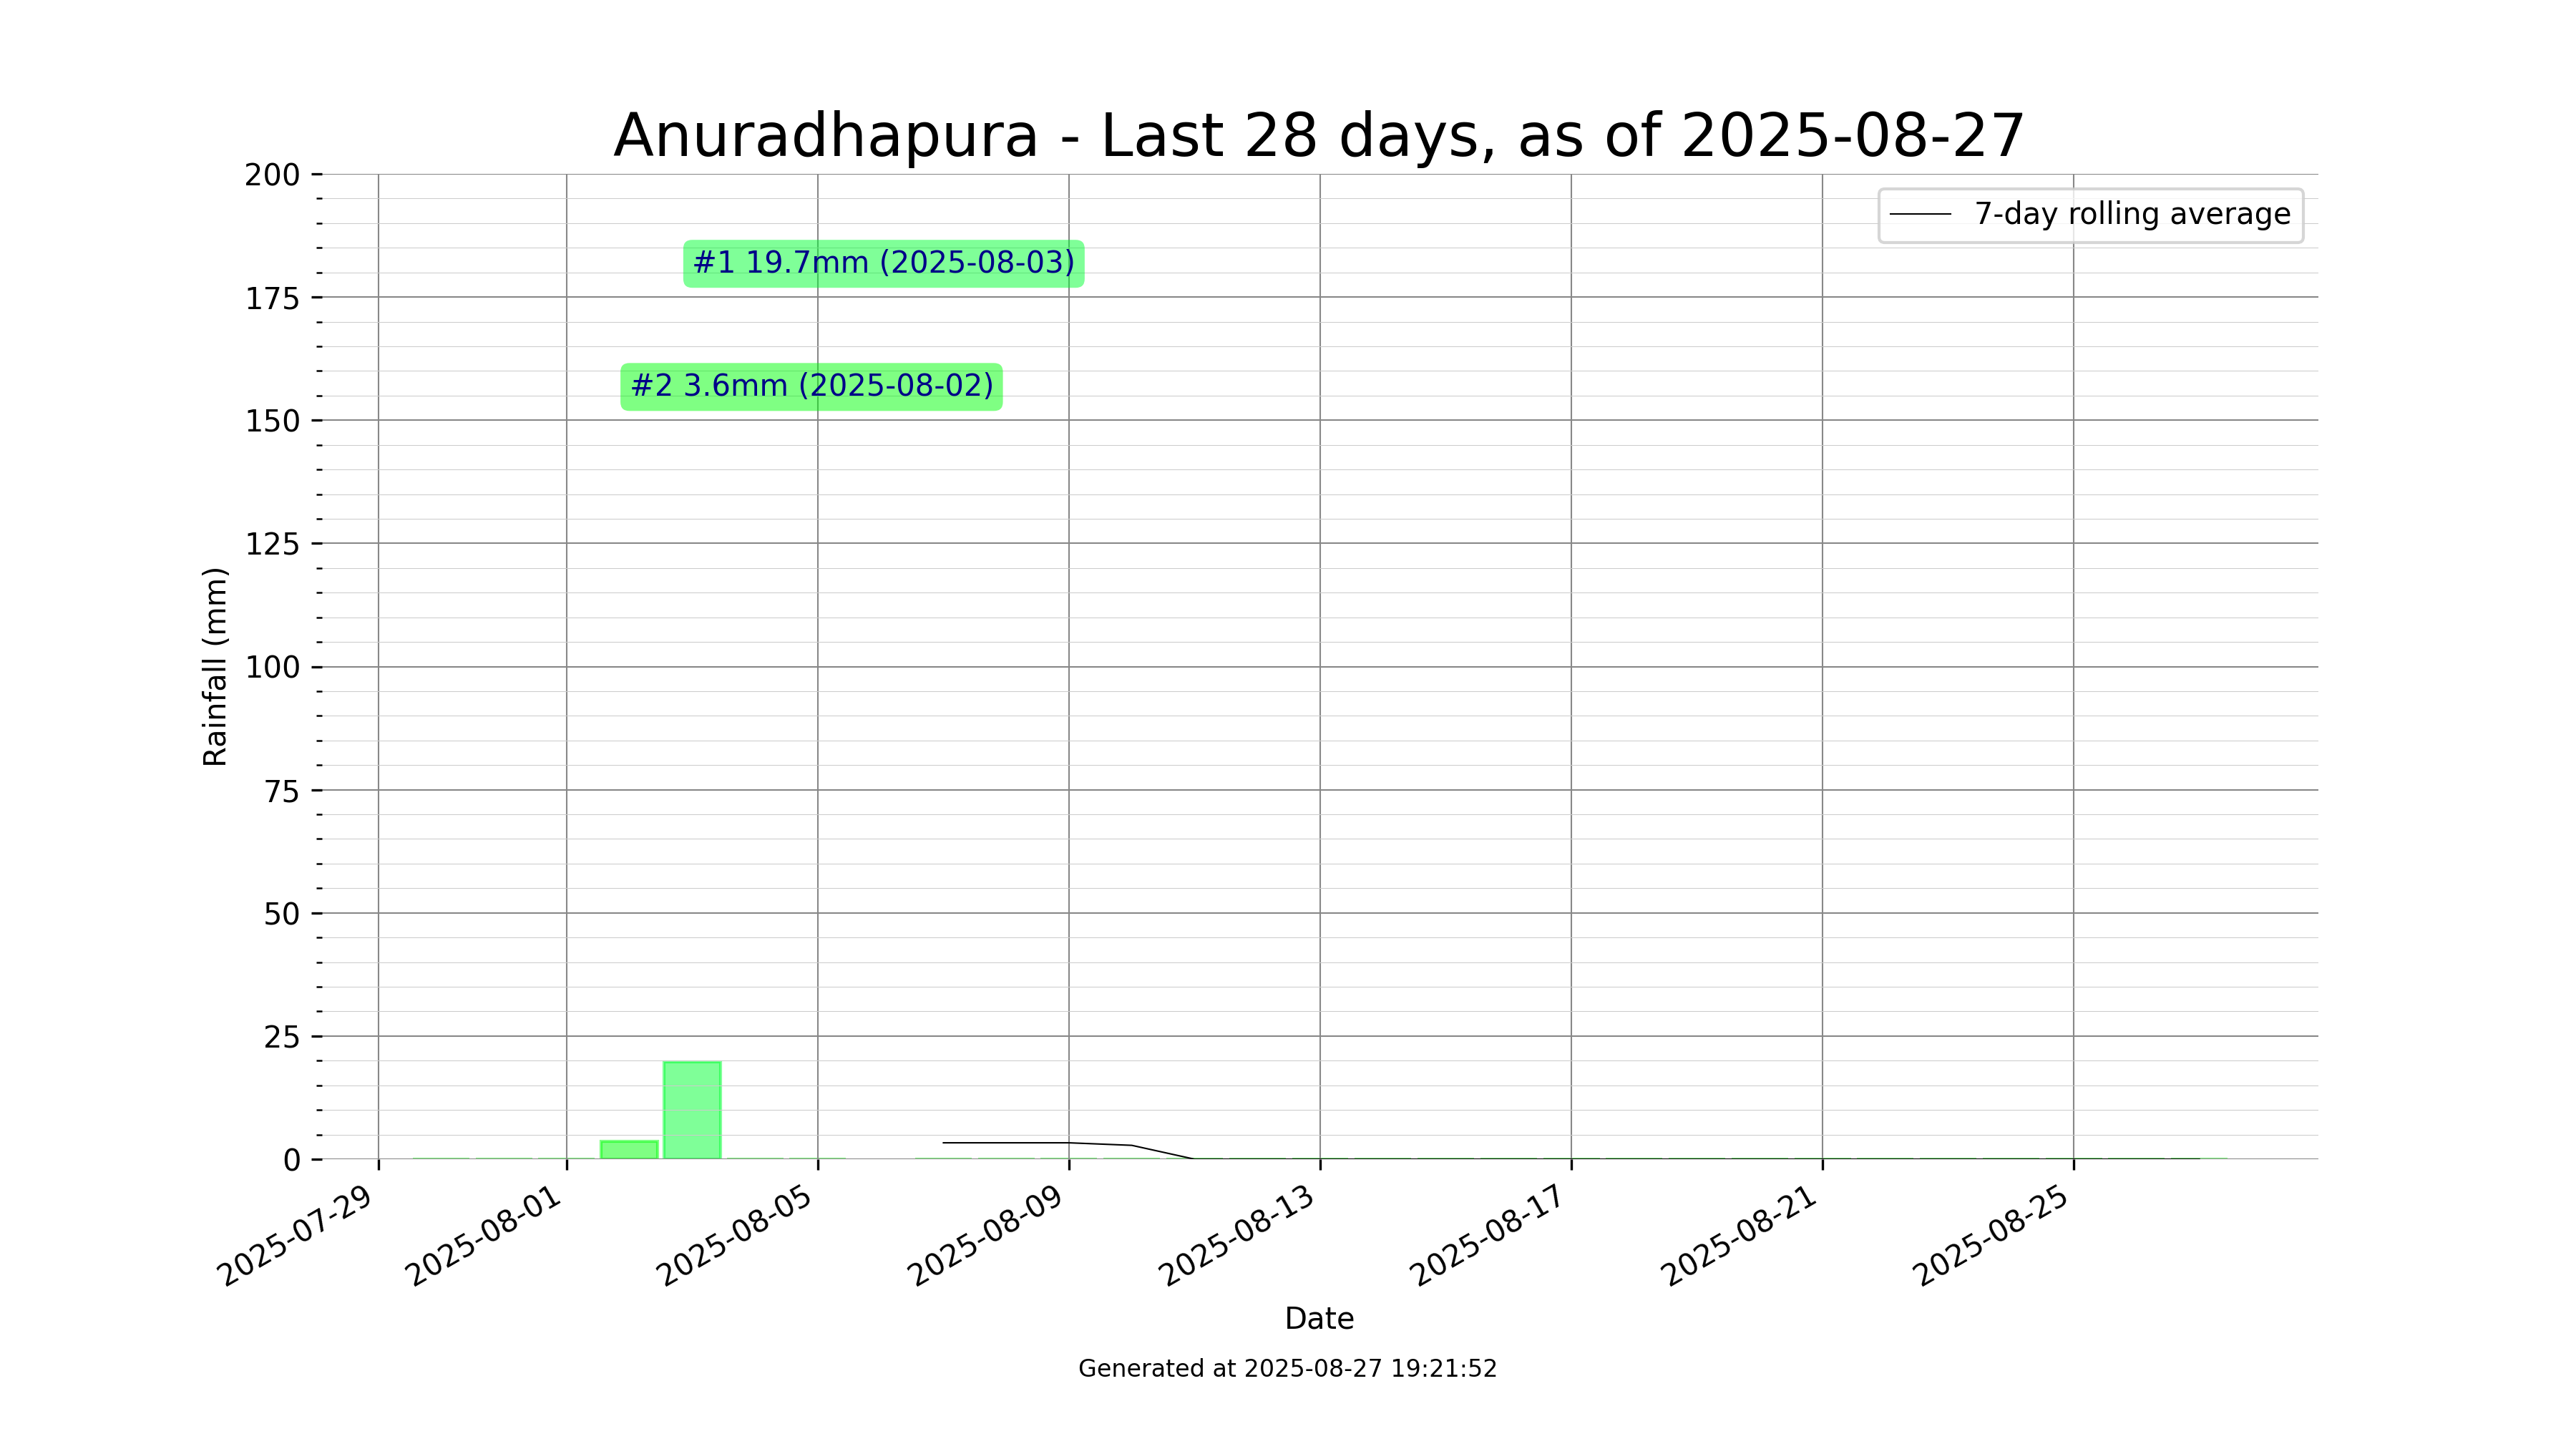 Anuradhapura - Last 28 days, as of 2025-08-27
7-day rolling average
#1 19.7mm (2025-08-03)
#2 3.6mm (2025-08-02)
Rainfall (mm)
200
175
150
125
100
75
50
25
0
2025-07-29
2025-08-01
2025-08-05
2025-08-09
2025-08-13
2025-08-17
2025-08-21
2025-08-25
Date
Generated at 2025-08-27 19:21:52